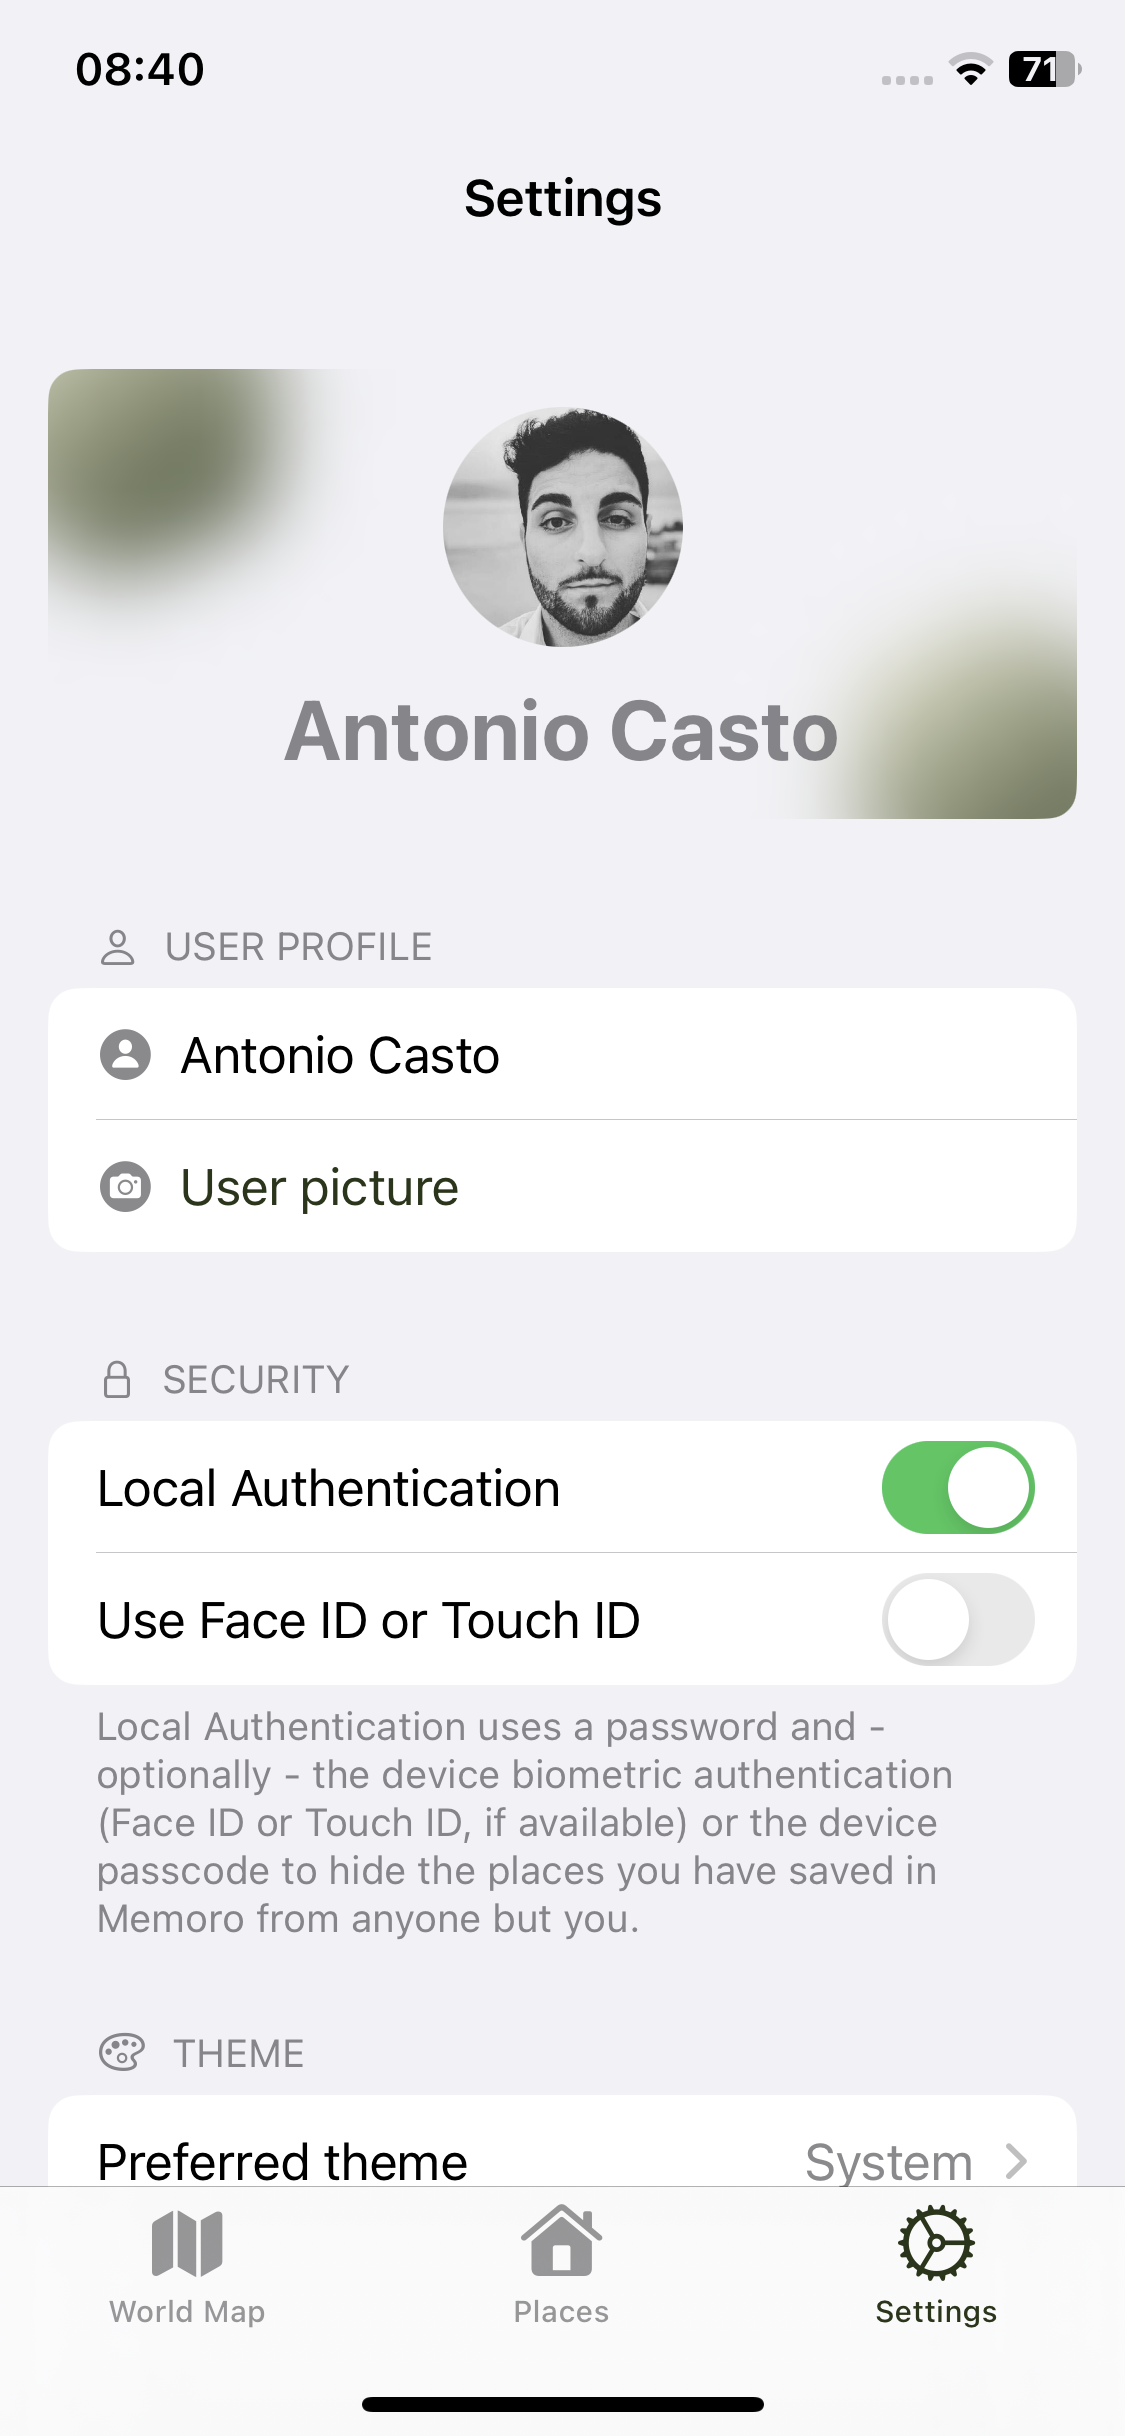 08:40
71
Settings
Antonio Casto
USER PROFILE
Antonio Casto
User picture
SECURITY
Local Authentication
Use Face ID or Touch ID
Local Authentication uses a password and -
optionally - the device biometric authentication
(Face ID or Touch ID, if available) or the device
passcode to hide the places you have saved in
Memoro from anyone but you.
THEME
Preferred theme System
World Map Places Settings